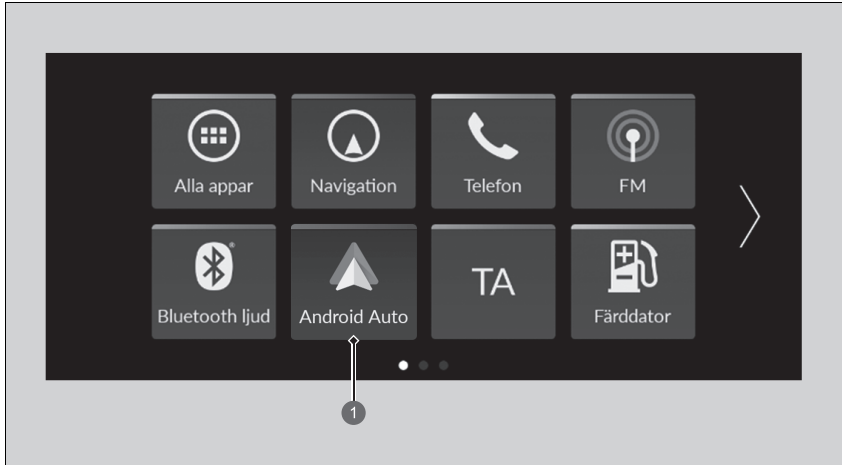 Alla appar
Navigation
Telefon
FM
Bluetooth ljud
Android Auto
TA
Färddator
1